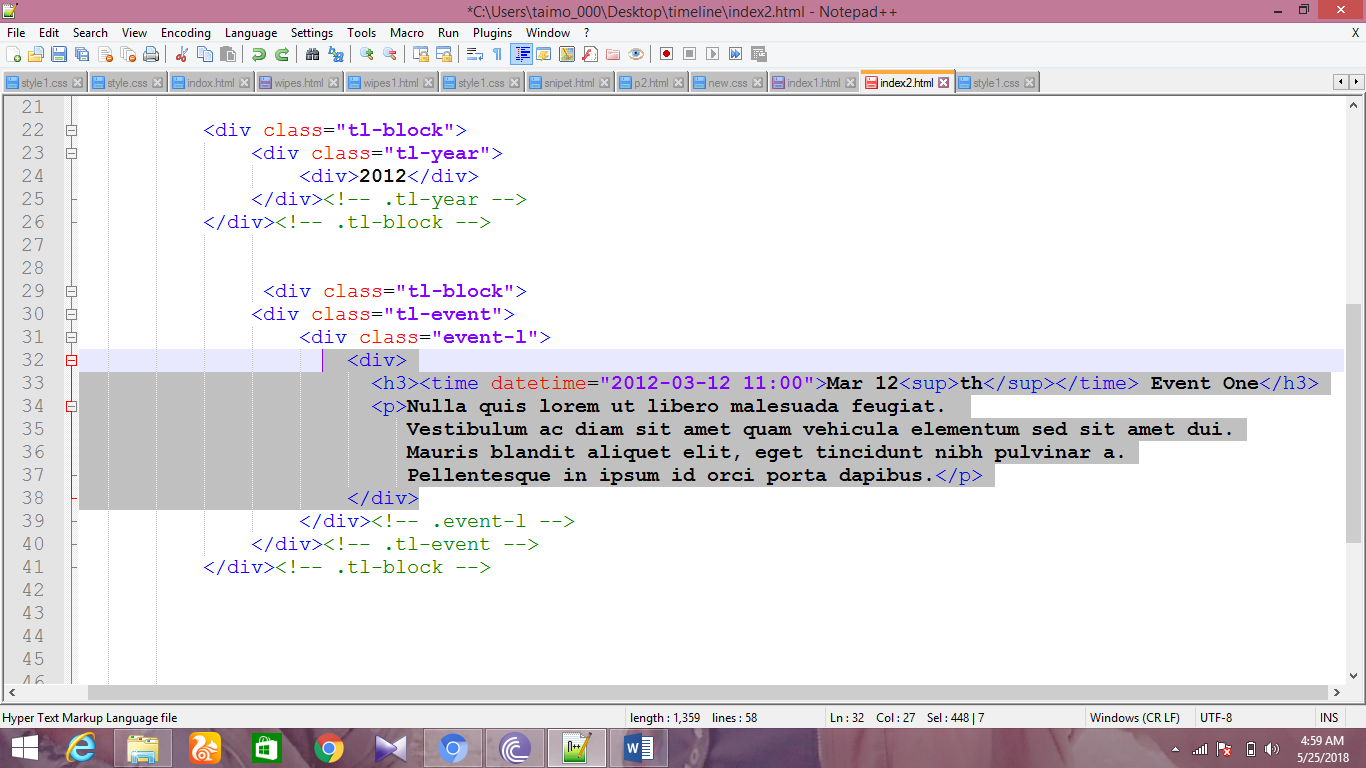 *C:\Users\taimo_000\Desktop\timeline\index2.html - Notepad++
File Edit Search View Encoding Language Settings Tools Macro Run Plugins Window ? X
style1.css style.css indox.html wipes.html wipes1.html style1.css snipet.html p2.html new.css index1.html index2.html style1.css
21
22 <div class="tl-block">
23 <div class="tl-year">
24 <div>2012</div>
25 </div><!-- .tl-year -->
26 </div><!-- .tl-block -->
27
28
29 <div class="tl-block">
30 <div class="tl-event">
31 <div class="event-l">
32 <div>
33 <h3><time datetime="2012-03-12 11:00">Mar 12<sup>th</sup></time> Event One</h3>
34 <p>Nulla quis lorem ut libero malesuada feugiat.
35 Vestibulum ac diam sit amet quam vehicula elementum sed sit amet dui.
36 Mauris blandit aliquet elit, eget tincidunt nibh pulvinar a.
37 Pellentesque in ipsum id orci porta dapibus.</p>
38 </div>
39 </div><!-- .event-l -->
40 </div><!-- .tl-event -->
41 </div><!-- .tl-block -->
42
43
44
45
46
Hyper Text Markup Language file length : 1,359 lines : 58 Ln : 32 Col : 27 Sel : 448 | 7 Windows (CR LF) UTF-8 INS
4:59 AM
5/25/2018